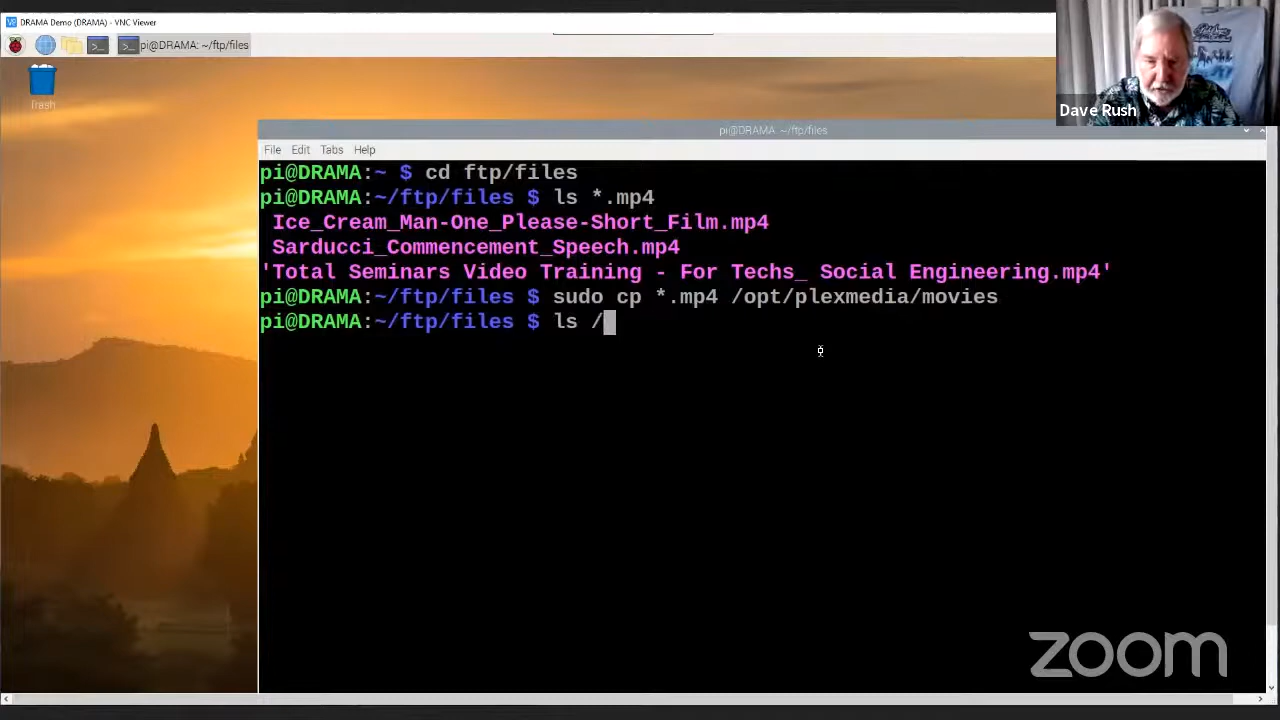 DRAMA Demo (DRAMA) - VNC Viewer
pi@DRAMA: ~/ftp/files
Trash
Dave Rush
pi@DRAMA: ~/ftp/files
File Edit Tabs Help
pi@DRAMA:~ $ cd ftp/files
pi@DRAMA:~/ftp/files $ ls *.mp4
Ice_Cream_Man-One_Please-Short_Film.mp4
Sarducci_Commencement_Speech.mp4
'Total Seminars Video Training - For Techs_ Social Engineering.mp4'
pi@DRAMA:~/ftp/files $ sudo cp *.mp4 /opt/plexmedia/movies
pi@DRAMA:~/ftp/files $ ls /
zoom